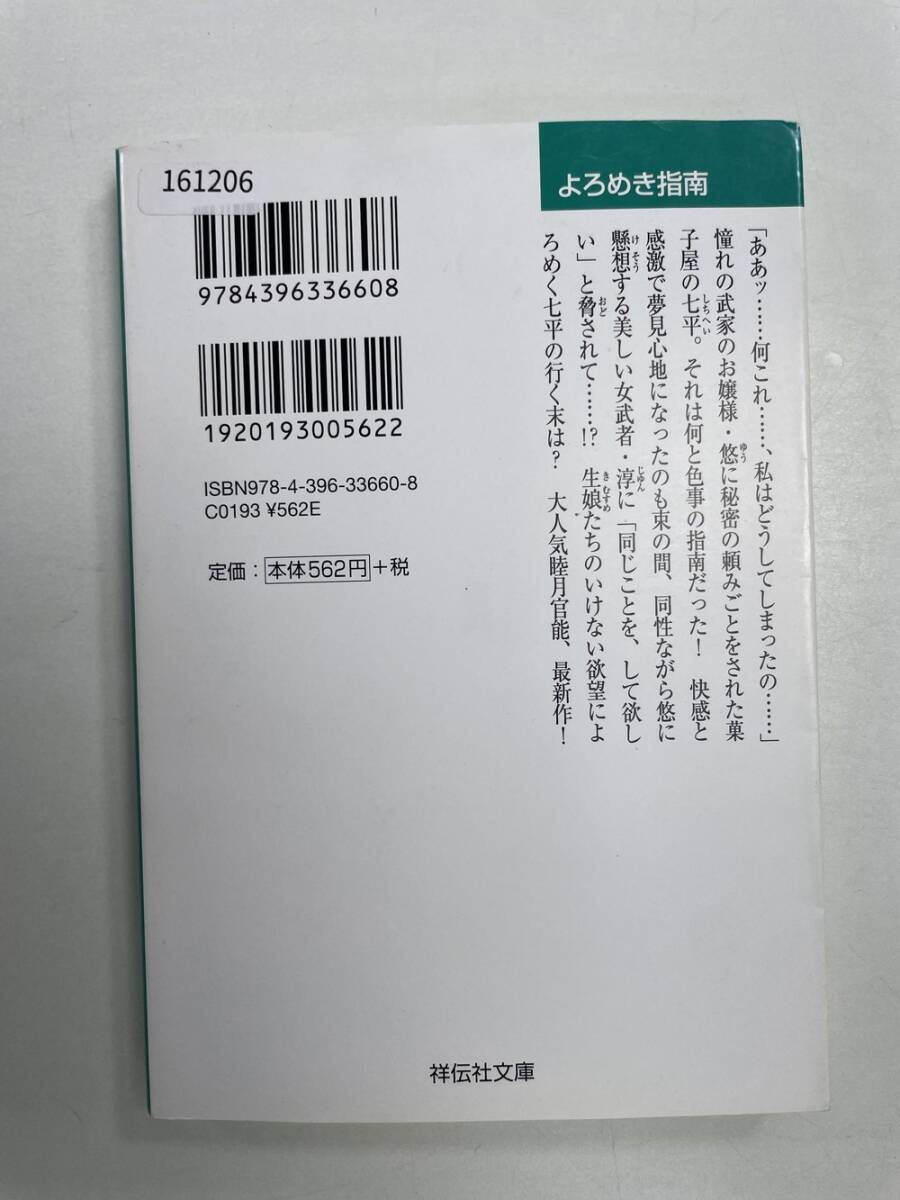 よろめき指南
「ああッ……何これ……、私はどうしてしまったの……」
憧れの武家のお嬢様・悠に秘密の頼みごとをされた菓
子屋の七平。それは何と色事の指南だった！　快感と
感激で夢見心地になったのも束の間、同性ながら悠に
懸想する美しい女武者・淳に「同じことを、して欲し
い」と脅されて……!?　生娘たちのいけない欲望によ
ろめく七平の行く末は？　大人気睦月官能、最新作！
161206
9784396336608
1920193005622
ISBN978-4-396-33660-8
C0193 ¥562E
定価：本体562円+税
祥伝社文庫